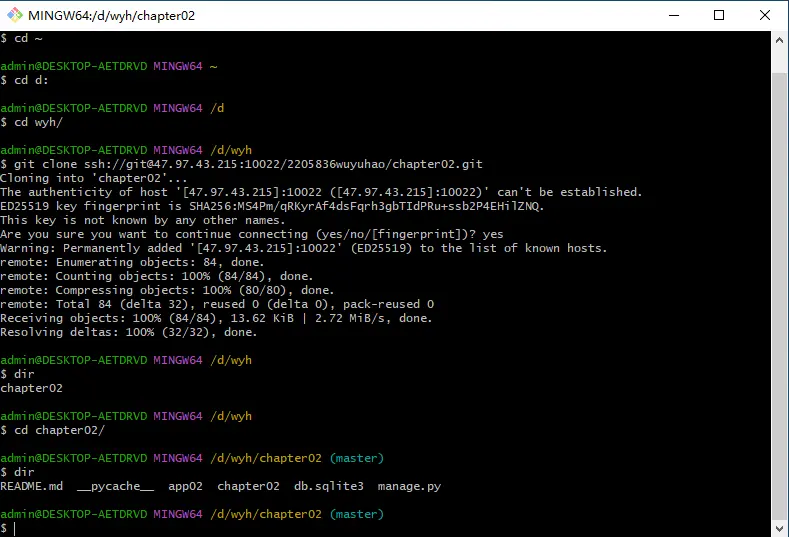 MINGW64:/d/wyh/chapter02
$ cd ~
admin@DESKTOP-AETDRVD MINGW64 ~
$ cd d:
admin@DESKTOP-AETDRVD MINGW64 /d
$ cd wyh/
admin@DESKTOP-AETDRVD MINGW64 /d/wyh
$ git clone ssh://git@47.97.43.215:10022/2205836wuyuhao/chapter02.git
Cloning into 'chapter02'...
The authenticity of host '[47.97.43.215]:10022 ([47.97.43.215]:10022)' can't be established.
ED25519 key fingerprint is SHA256:MS4Pm/qRKyrAf4dsFqrh3gbTIdPRu+ssb2P4EHilZNQ.
This key is not known by any other names.
Are you sure you want to continue connecting (yes/no/[fingerprint])? yes
Warning: Permanently added '[47.97.43.215]:10022' (ED25519) to the list of known hosts.
remote: Enumerating objects: 84, done.
remote: Counting objects: 100% (84/84), done.
remote: Compressing objects: 100% (80/80), done.
remote: Total 84 (delta 32), reused 0 (delta 0), pack-reused 0
Receiving objects: 100% (84/84), 13.62 KiB | 2.72 MiB/s, done.
Resolving deltas: 100% (32/32), done.
admin@DESKTOP-AETDRVD MINGW64 /d/wyh
$ dir
chapter02
admin@DESKTOP-AETDRVD MINGW64 /d/wyh
$ cd chapter02/
admin@DESKTOP-AETDRVD MINGW64 /d/wyh/chapter02 (master)
$ dir
README.md  __pycache__  app02  chapter02  db.sqlite3  manage.py
admin@DESKTOP-AETDRVD MINGW64 /d/wyh/chapter02 (master)
$